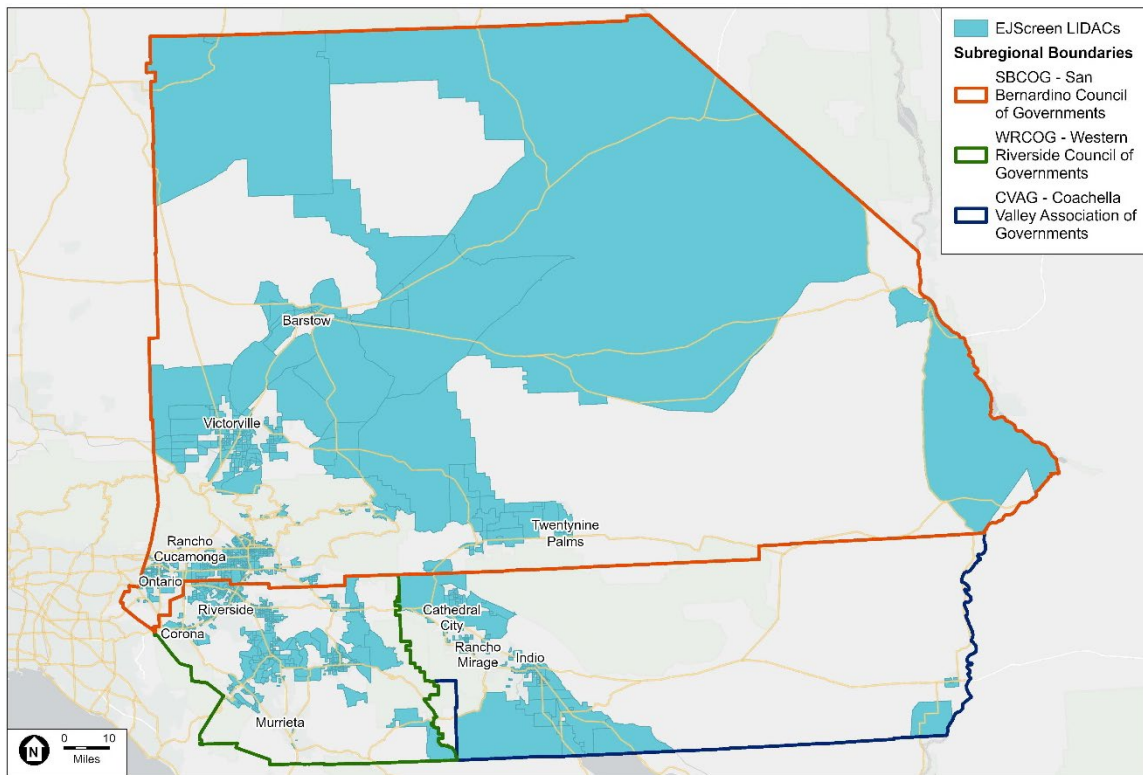 EJScreen LIDACs
Subregional Boundaries
SBCOG - San
Bernardino Council
of Governments
WRCOG - Western
Riverside Council of
Governments
CVAG - Coachella
Valley Association of
Governments
Barstow
Victorville
Twentynine
Palms
Rancho
Cucamonga
Ontario
Riverside
Corona
Cathedral
City
Rancho
Mirage
Indio
Murrieta
N
0 10
Miles